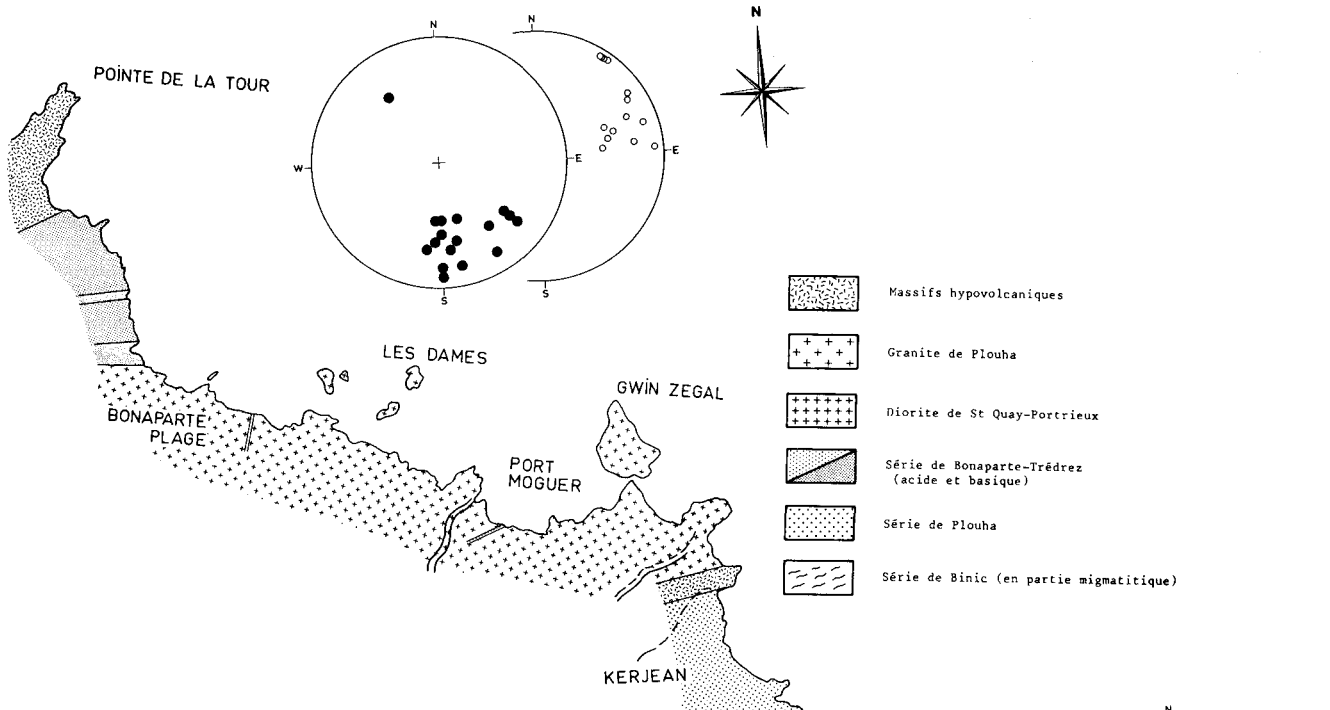 N
N
N
POINTE DE LA TOUR
W
E
E
S
S
LES DAMES
GWIN ZEGAL
BONAPARTE
PLAGE
PORT
MOGUER
KERJEAN
Massifs hypovolcaniques
Granite de Plouha
Diorite de St Quay-Portrieux
Série de Bonaparte-Trédrez
(acide et basique)
Série de Plouha
Série de Binic (en partie migmatitique)
N